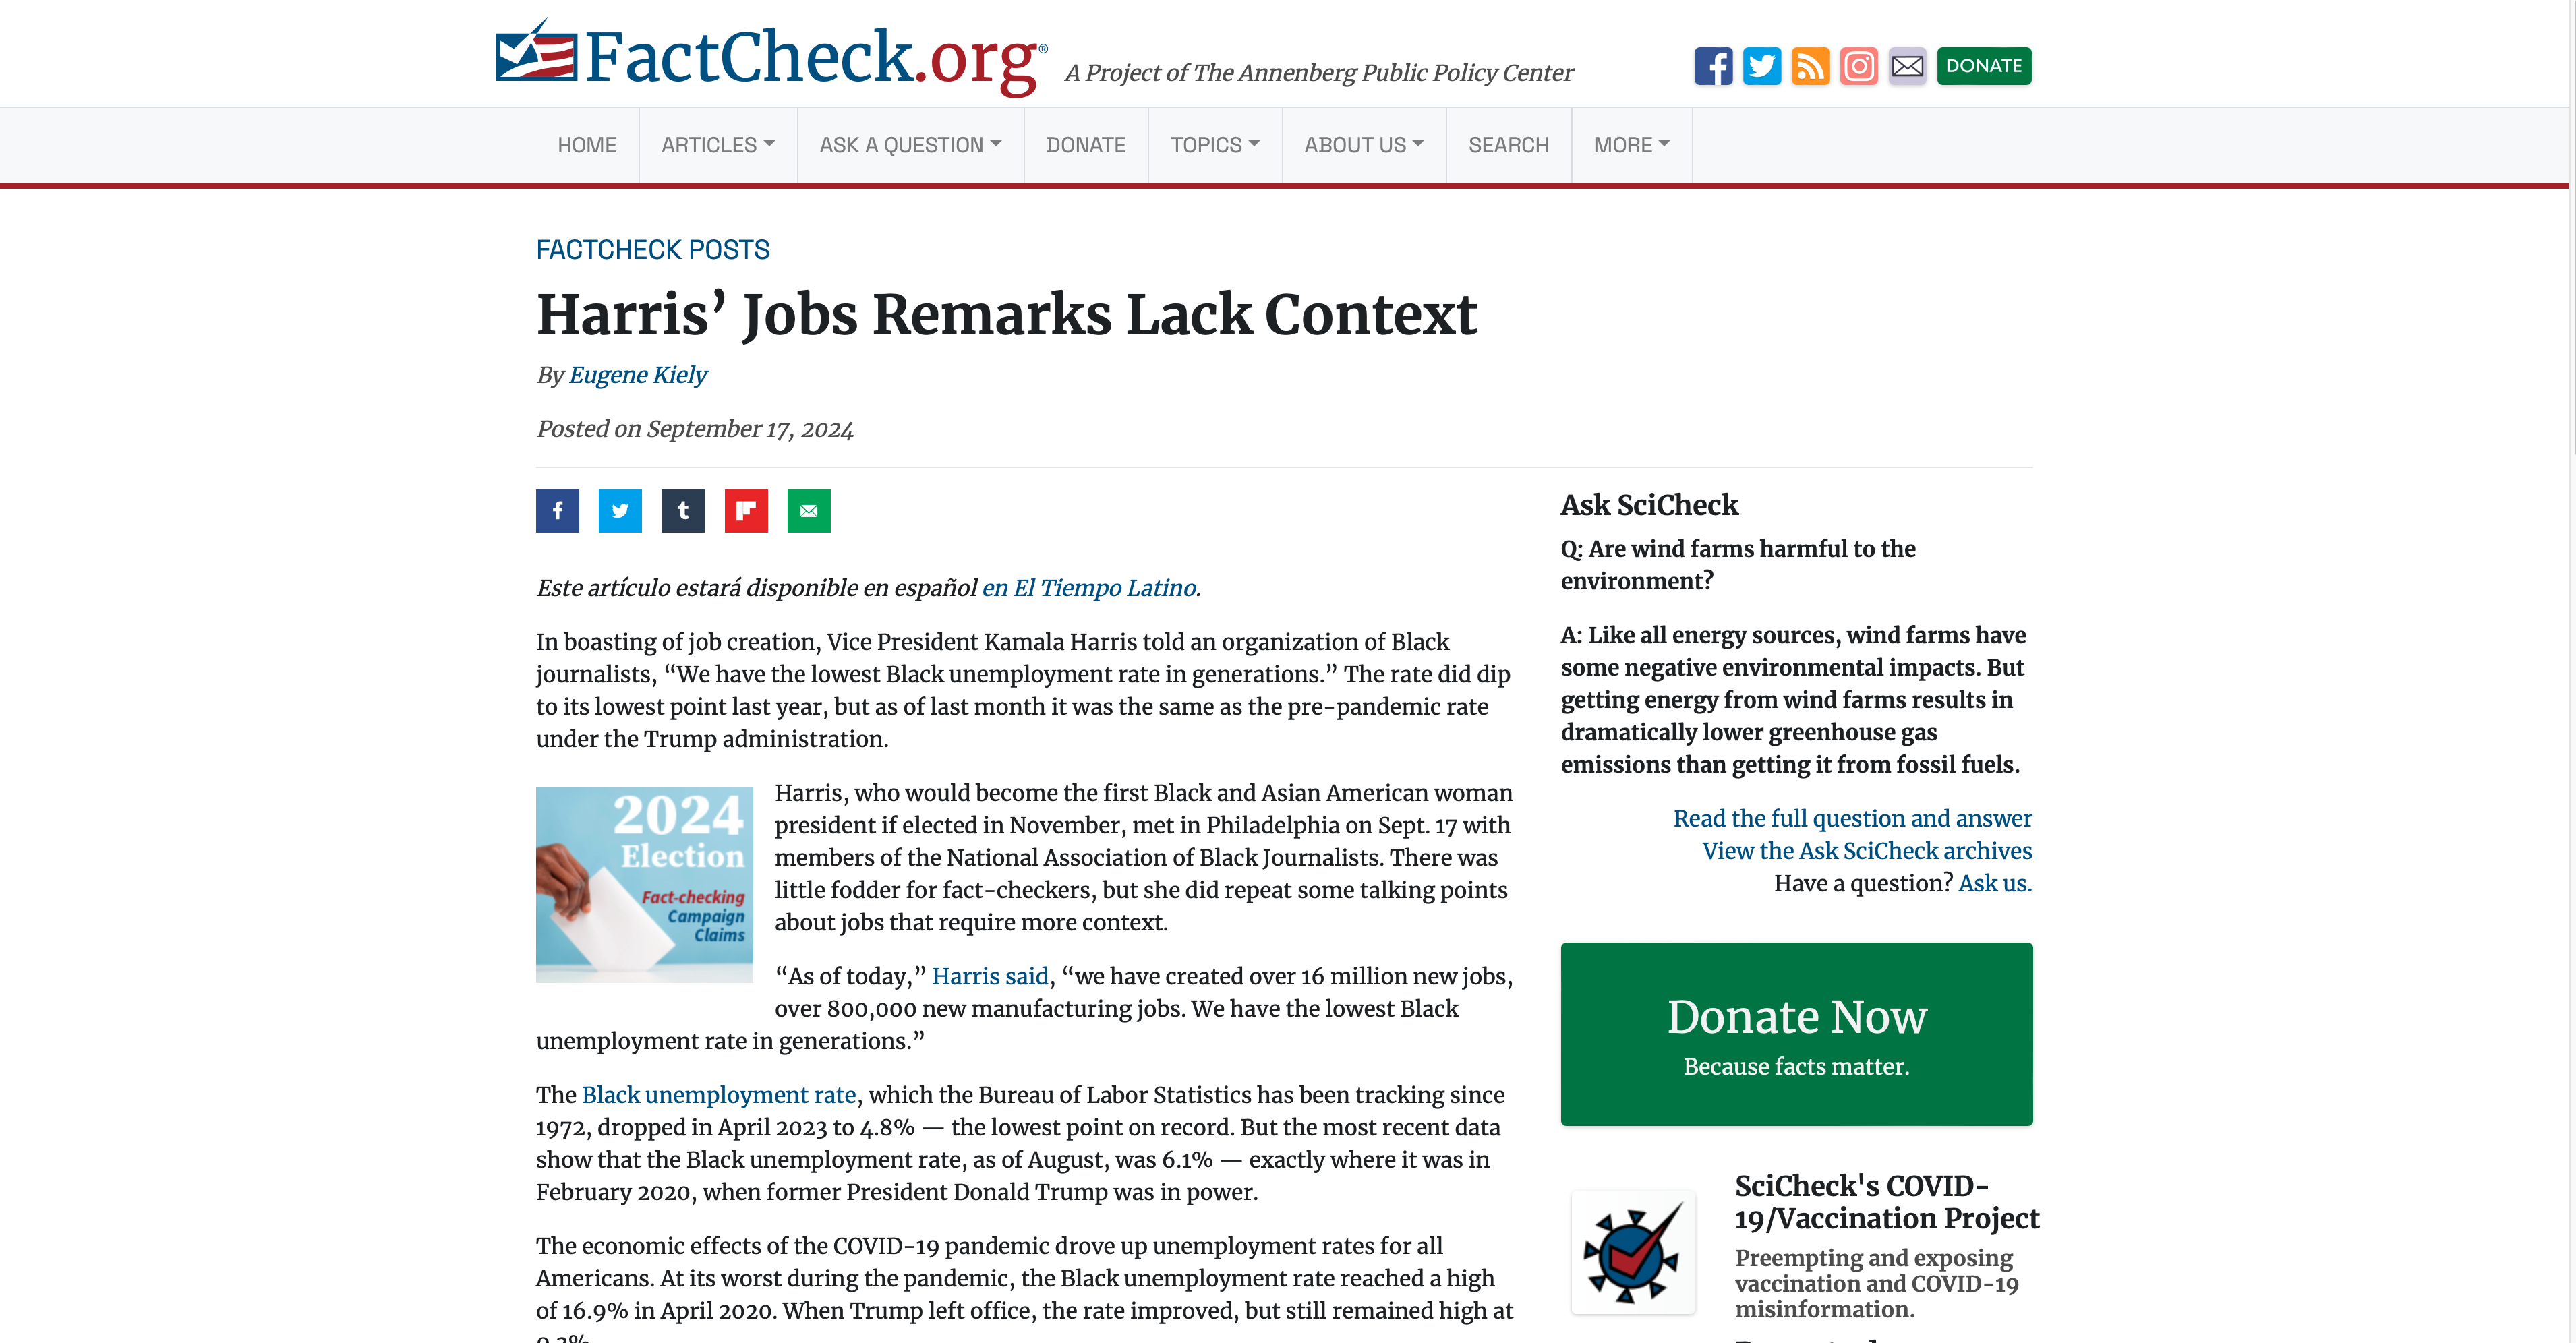 FactCheck.org®
A Project of The Annenberg Public Policy Center
DONATE
HOME
ARTICLES
ASK A QUESTION
DONATE
TOPICS
ABOUT US
SEARCH
MORE
FACTCHECK POSTS
Harris’ Jobs Remarks Lack Context
By Eugene Kiely
Posted on September 17, 2024
Este artículo estará disponible en español en El Tiempo Latino.
In boasting of job creation, Vice President Kamala Harris told an organization of Black
journalists, “We have the lowest Black unemployment rate in generations.” The rate did dip
to its lowest point last year, but as of last month it was the same as the pre-pandemic rate
under the Trump administration.
2024
Election
Fact-checking
Campaign
Claims
Harris, who would become the first Black and Asian American woman
president if elected in November, met in Philadelphia on Sept. 17 with
members of the National Association of Black Journalists. There was
little fodder for fact-checkers, but she did repeat some talking points
about jobs that require more context.
“As of today,” Harris said, “we have created over 16 million new jobs,
over 800,000 new manufacturing jobs. We have the lowest Black
unemployment rate in generations.”
The Black unemployment rate, which the Bureau of Labor Statistics has been tracking since
1972, dropped in April 2023 to 4.8% — the lowest point on record. But the most recent data
show that the Black unemployment rate, as of August, was 6.1% — exactly where it was in
February 2020, when former President Donald Trump was in power.
The economic effects of the COVID-19 pandemic drove up unemployment rates for all
Americans. At its worst during the pandemic, the Black unemployment rate reached a high
of 16.9% in April 2020. When Trump left office, the rate improved, but still remained high at
Ask SciCheck
Q: Are wind farms harmful to the
environment?
A: Like all energy sources, wind farms have
some negative environmental impacts. But
getting energy from wind farms results in
dramatically lower greenhouse gas
emissions than getting it from fossil fuels.
Read the full question and answer
View the Ask SciCheck archives
Have a question? Ask us.
Donate Now
Because facts matter.
SciCheck's COVID-
19/Vaccination Project
Preempting and exposing
vaccination and COVID-19
misinformation.